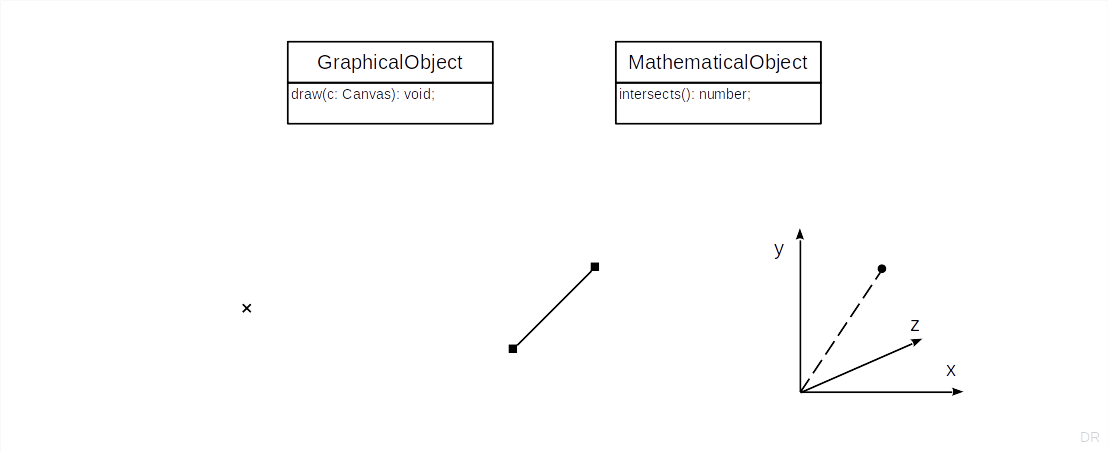 GraphicalObject
draw(c: Canvas): void;
MathematicalObject
intersects(): number;
y
z
x
DR